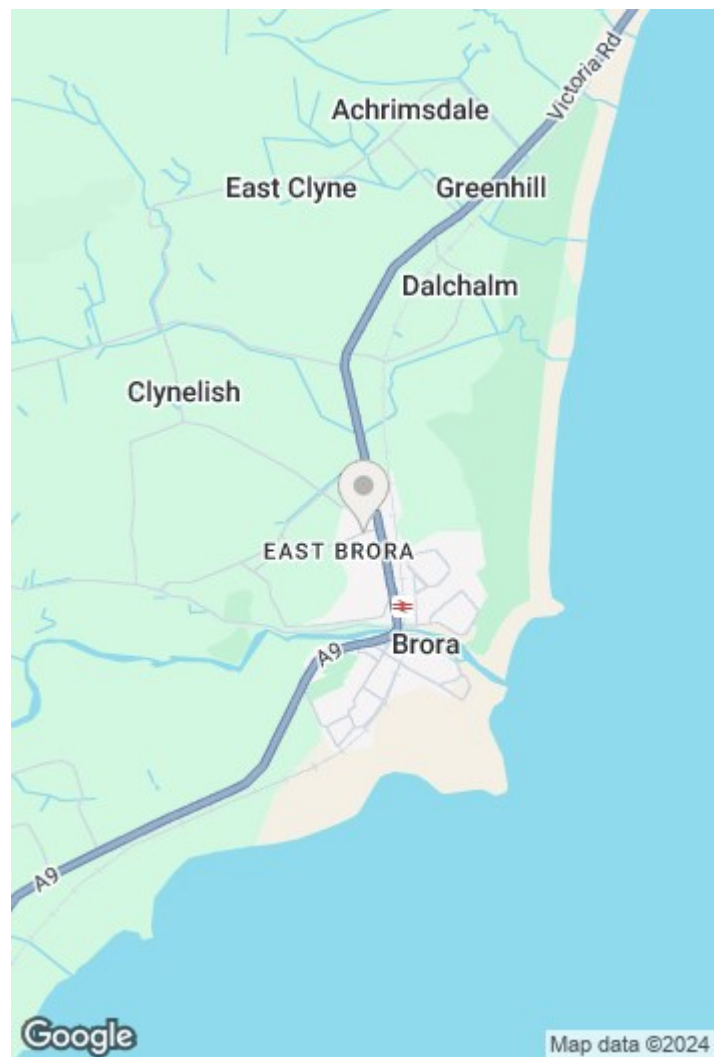 Victoria Rd
Achrimsdale
East Clyne
Greenhill
Dalchalm
Clynelish
EAST BRORA
Brora
A9
A9
Google
Map data ©2024